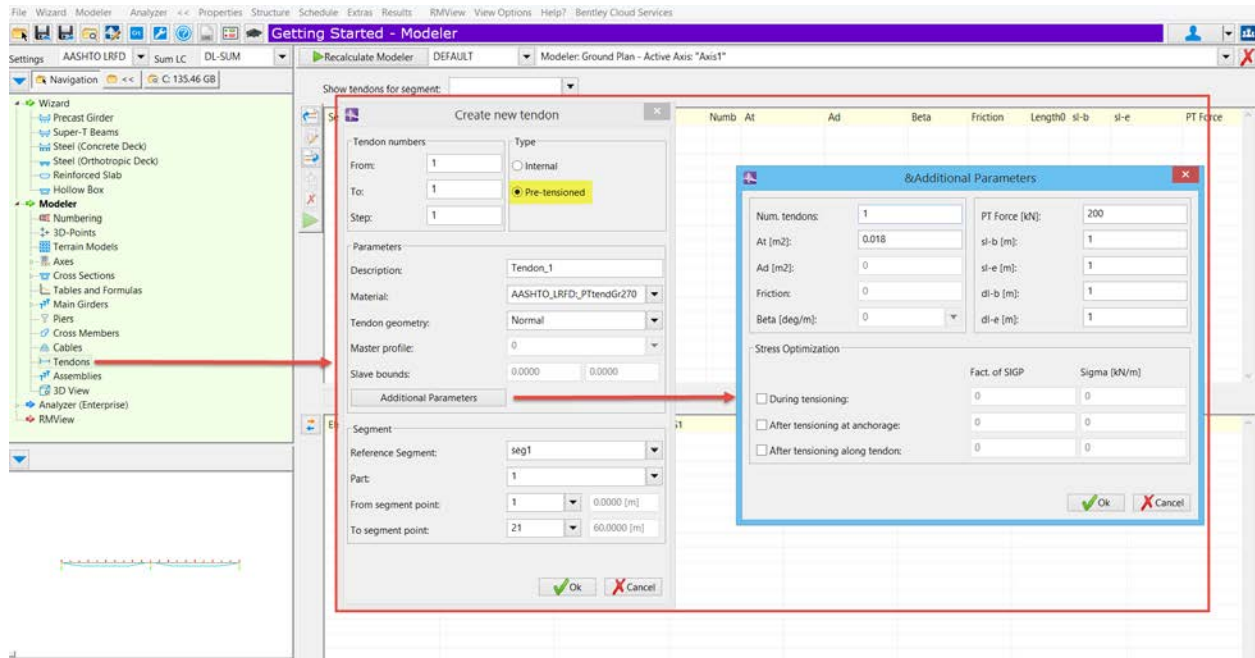 File Wizard Modeler Analyzer << Properties Structure Schedule Extras Results RMView View Options Help? Bentley Cloud Services
Getting Started - Modeler
Settings AASHTO LRFD Sum LC DL-SUM Recalculate Modeler DEFAULT Modeler: Ground Plan - Active Axis: "Axis1"
Navigation << C: 135.46 GB
Show tendons for segment:
Wizard
Precast Girder
Super-T Beams
Steel (Concrete Deck)
Steel (Orthotropic Deck)
Reinforced Slab
Hollow Box
Modeler
Numbering
3D-Points
Terrain Models
Axes
Cross Sections
Tables and Formulas
Main Girders
Piers
Cross Members
Cables
Tendons
Assemblies
3D View
Analyzer (Enterprise)
RMView
Numb At Ad Beta Friction Length0 sl-b sl-e PT Force
Create new tendon
Tendon numbers
From: 1
To: 1
Step: 1
Type
Internal
Pre-tensioned
Parameters
Description: Tendon_1
Material: AASHTO_LRFD:_PTtendGr270
Tendon geometry: Normal
Master profile: 0
Slave bounds: 0.0000 0.0000
Additional Parameters
Segment
Reference Segment: seg1
Part: 1
From segment point: 1 0.0000 [m]
To segment point: 21 60.0000 [m]
Ok Cancel
&Additional Parameters
Num. tendons: 1 PT Force [kN]: 200
At [m2]: 0.018 sl-b [m]: 1
Ad [m2]: 0 sl-e [m]: 1
Friction: 0 dl-b [m]: 1
Beta [deg/m]: 0 dl-e [m]: 1
Stress Optimization
Fact. of SIGP Sigma [kN/m]
During tensioning: 0 0
After tensioning at anchorage: 0 0
After tensioning along tendon: 0 0
Ok Cancel